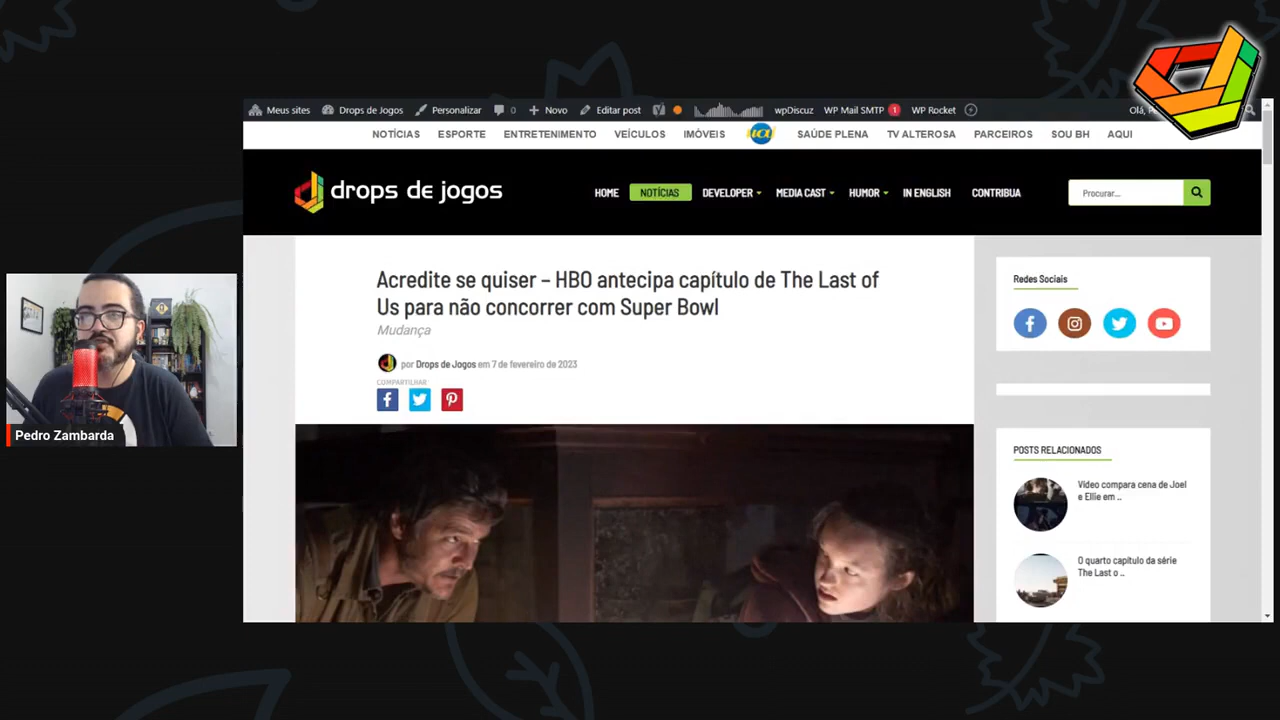 Meus sites Drops de Jogos Personalizar 0 Novo Editar post wpDiscuz WP Mail SMTP 1 WP Rocket Olá,
NOTÍCIAS ESPORTE ENTRETENIMENTO VEÍCULOS IMÓVEIS UCU SAÚDE PLENA TV ALTEROSA PARCEIROS SOU BH AQUI
drops de jogos HOME NOTÍCIAS DEVELOPER MEDIA CAST HUMOR IN ENGLISH CONTRIBUA Procurar...
Acredite se quiser – HBO antecipa capítulo de The Last of
Us para não concorrer com Super Bowl
Mudança
por Drops de Jogos em 7 de fevereiro de 2023
COMPARTILHAR
Redes Sociais
POSTS RELACIONADOS
Vídeo compara cena de Joel
e Ellie em ..
O quarto capítulo da série
The Last o ..
Pedro Zambarda